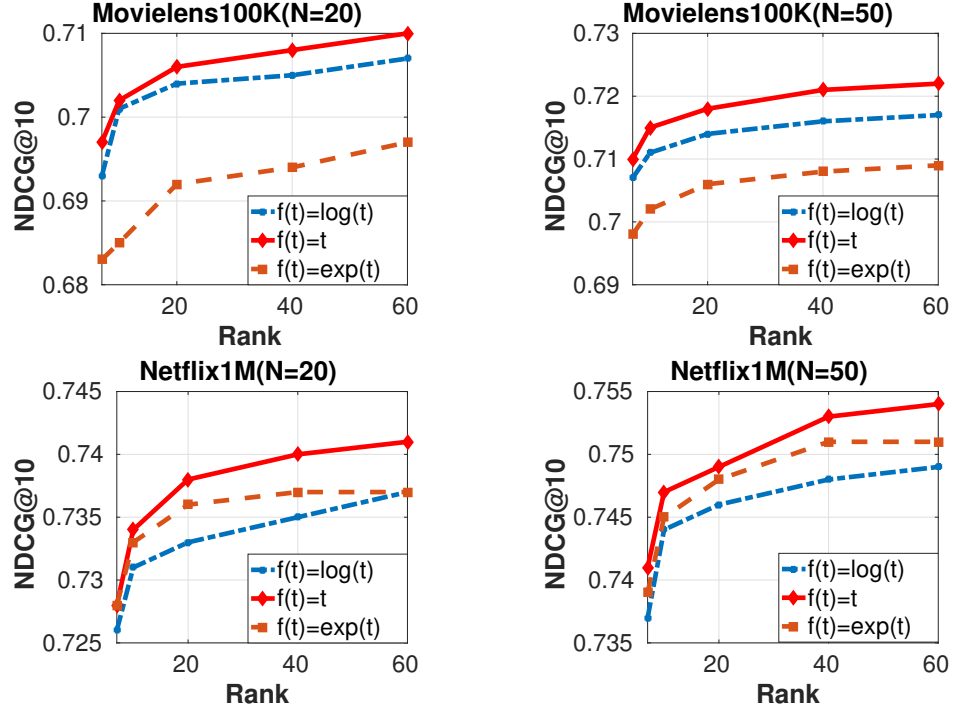 Movielens100K(N=20)
0.71
0.7
0.69
0.68
NDCG@10
f(t)=log(t)
f(t)=t
f(t)=exp(t)
20
40
60
Rank
Movielens100K(N=50)
0.73
0.72
0.71
0.7
0.69
NDCG@10
f(t)=log(t)
f(t)=t
f(t)=exp(t)
20
40
60
Rank
Netflix1M(N=20)
0.745
0.74
0.735
0.73
0.725
NDCG@10
f(t)=log(t)
f(t)=t
f(t)=exp(t)
20
40
60
Rank
Netflix1M(N=50)
0.755
0.75
0.745
0.74
0.735
NDCG@10
f(t)=log(t)
f(t)=t
f(t)=exp(t)
20
40
60
Rank